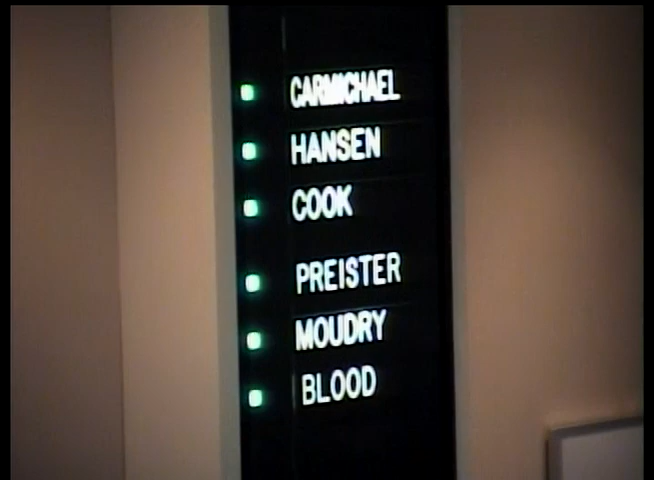 CARMICHAEL
HANSEN
COOK
PREISTER
MOUDRY
BLOOD